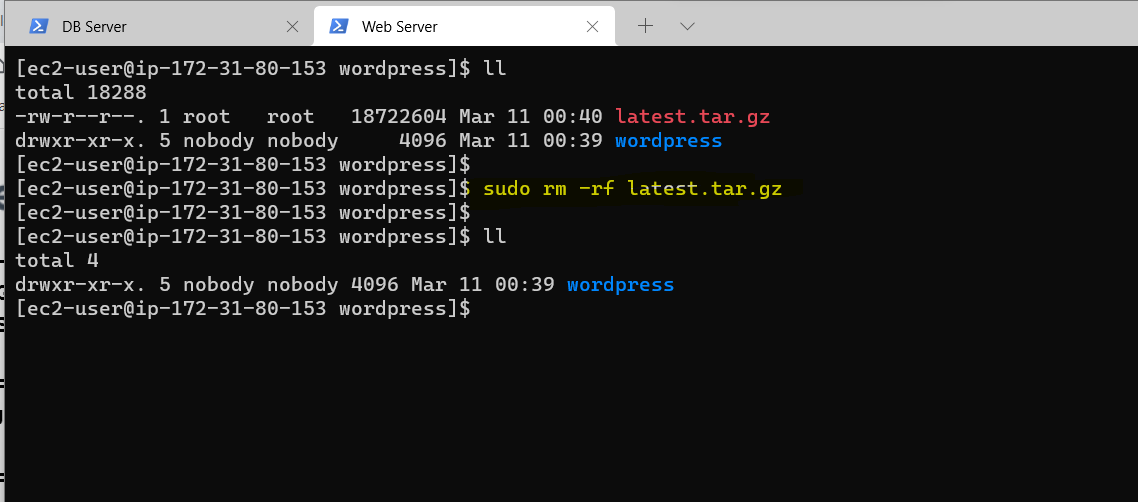 DB Server
Web Server
[ec2-user@ip-172-31-80-153 wordpress]$ ll
total 18288
-rw-r--r--. 1 root   root   18722604 Mar 11 00:40 latest.tar.gz
drwxr-xr-x. 5 nobody nobody     4096 Mar 11 00:39 wordpress
[ec2-user@ip-172-31-80-153 wordpress]$
[ec2-user@ip-172-31-80-153 wordpress]$ sudo rm -rf latest.tar.gz
[ec2-user@ip-172-31-80-153 wordpress]$
[ec2-user@ip-172-31-80-153 wordpress]$ ll
total 4
drwxr-xr-x. 5 nobody nobody 4096 Mar 11 00:39 wordpress
[ec2-user@ip-172-31-80-153 wordpress]$